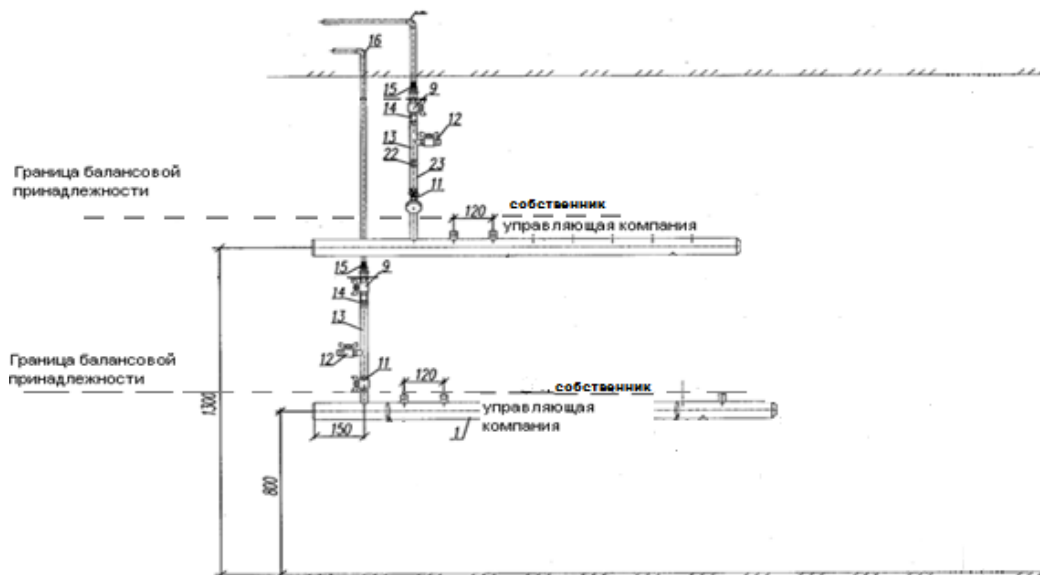 16
15
9
14
12
13
22
23
11
Граница балансовой
принадлежности
120
собственник
управляющая компания
15
9
14
13
12
11
Граница балансовой
принадлежности
120
собственник
управляющая
компания
1
150
1300
800